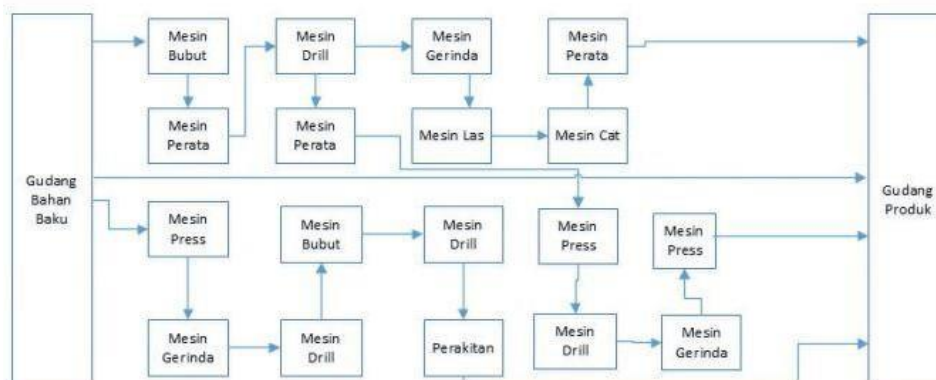 Mesin
Bubut
Mesin
Drill
Mesin
Gerinda
Mesin
Perata
Mesin
Perata
Mesin
Perata
Mesin Las
Mesin Cat
Gudang
Bahan
Baku
Gudang
Produk
Mesin
Press
Mesin
Bubut
Mesin
Drill
Mesin
Press
Mesin
Press
Mesin
Gerinda
Mesin
Drill
Perakitan
Mesin
Drill
Mesin
Gerinda